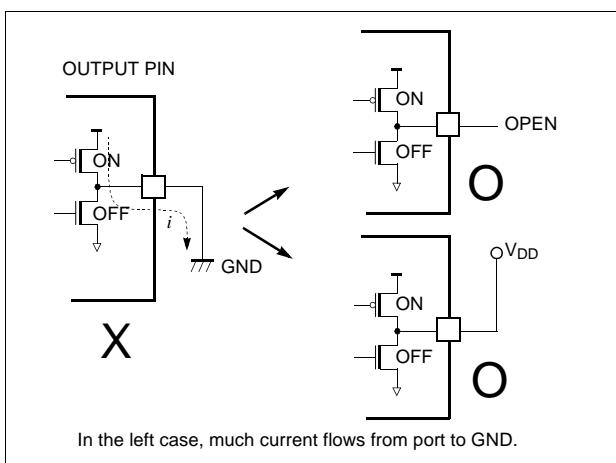 OUTPUT PIN
ON
OFF
i
GND
X
ON
OFF
OPEN
O
VDD
ON
OFF
O
In the left case, much current flows from port to GND.